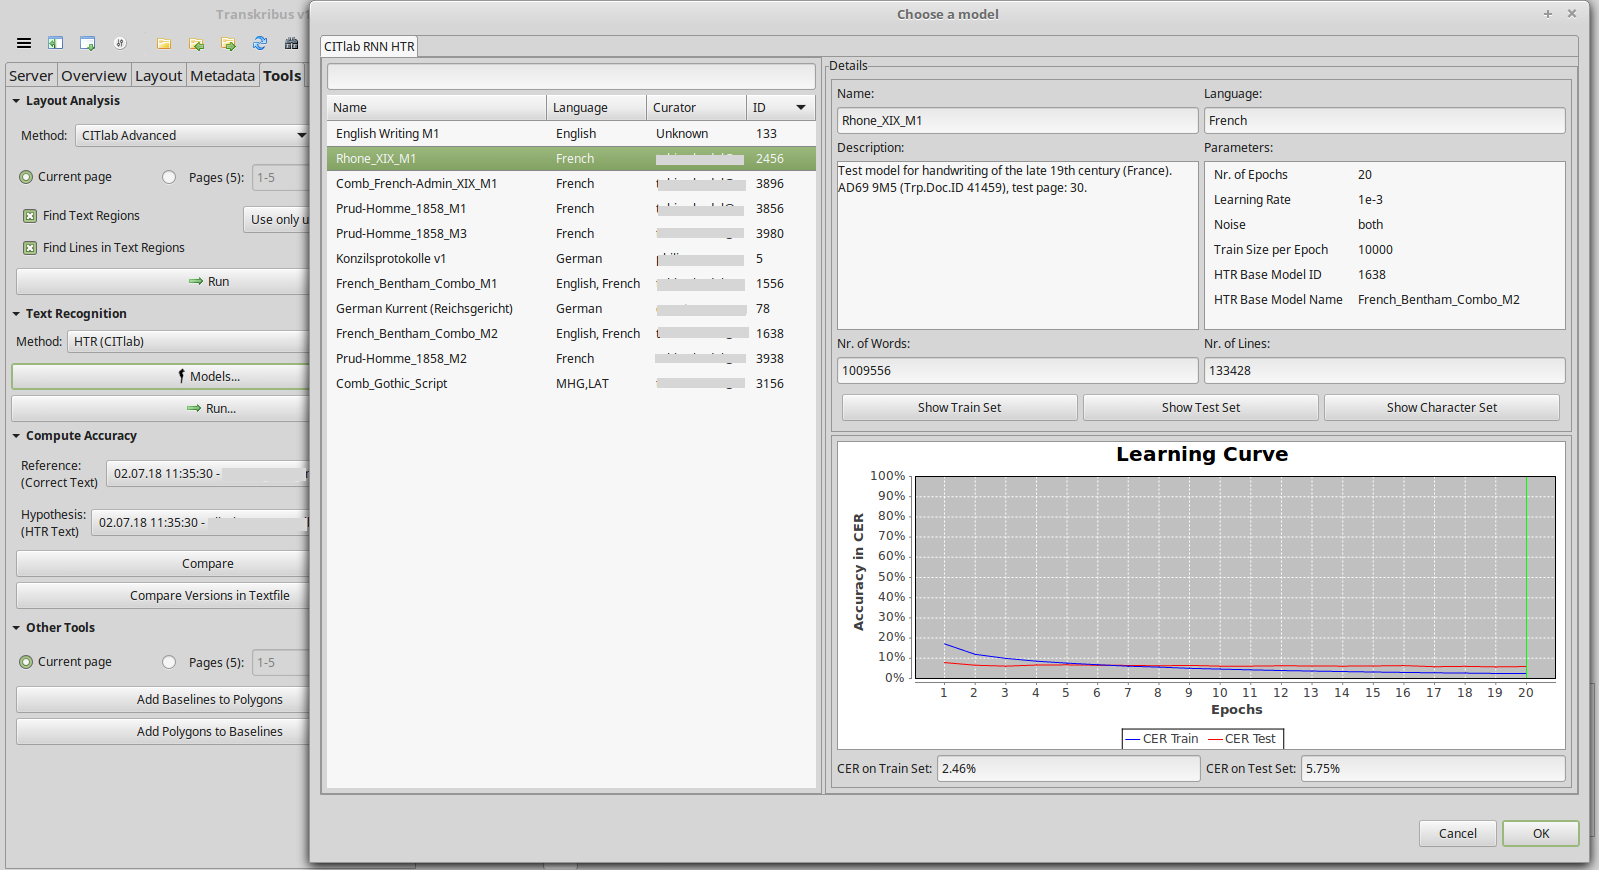 Transkribus v
Choose a model
Server Overview Layout Metadata Tools
Layout Analysis
Method: CITlab Advanced
Current page Pages (5): 1-5
Find Text Regions Use only
Find Lines in Text Regions
Run
Text Recognition
Method: HTR (CITlab)
Models...
Run...
Compute Accuracy
Reference:
(Correct Text) 02.07.18 11:35:30 -
Hypothesis:
(HTR Text) 02.07.18 11:35:30 -
Compare
Compare Versions in Textfile
Other Tools
Current page Pages (5): 1-5
Add Baselines to Polygons
Add Polygons to Baselines
CITlab RNN HTR
Name Language Curator ID
English Writing M1 English Unknown 133
Rhone_XIX_M1 French 2456
Comb_French-Admin_XIX_M1 French 3896
Prud-Homme_1858_M1 French 3856
Prud-Homme_1858_M3 French 3980
Konzilsprotokolle v1 German 5
French_Bentham_Combo_M1 English, French 1556
German Kurrent (Reichsgericht) German 78
French_Bentham_Combo_M2 English, French 1638
Prud-Homme_1858_M2 French 3938
Comb_Gothic_Script MHG,LAT 3156
Details
Name: Language:
Rhone_XIX_M1 French
Description:
Test model for handwriting of the late 19th century (France).
AD69 9M5 (Trp.Doc.ID 41459), test page: 30.
Parameters:
Nr. of Epochs 20
Learning Rate 1e-3
Noise both
Train Size per Epoch 10000
HTR Base Model ID 1638
HTR Base Model Name French_Bentham_Combo_M2
Nr. of Words: Nr. of Lines:
1009556 133428
Show Train Set Show Test Set Show Character Set
Learning Curve
Accuracy in CER
100%
90%
80%
70%
60%
50%
40%
30%
20%
10%
0%
1 2 3 4 5 6 7 8 9 10 11 12 13 14 15 16 17 18 19 20
Epochs
CER Train CER Test
CER on Train Set: 2.46% CER on Test Set: 5.75%
Cancel OK